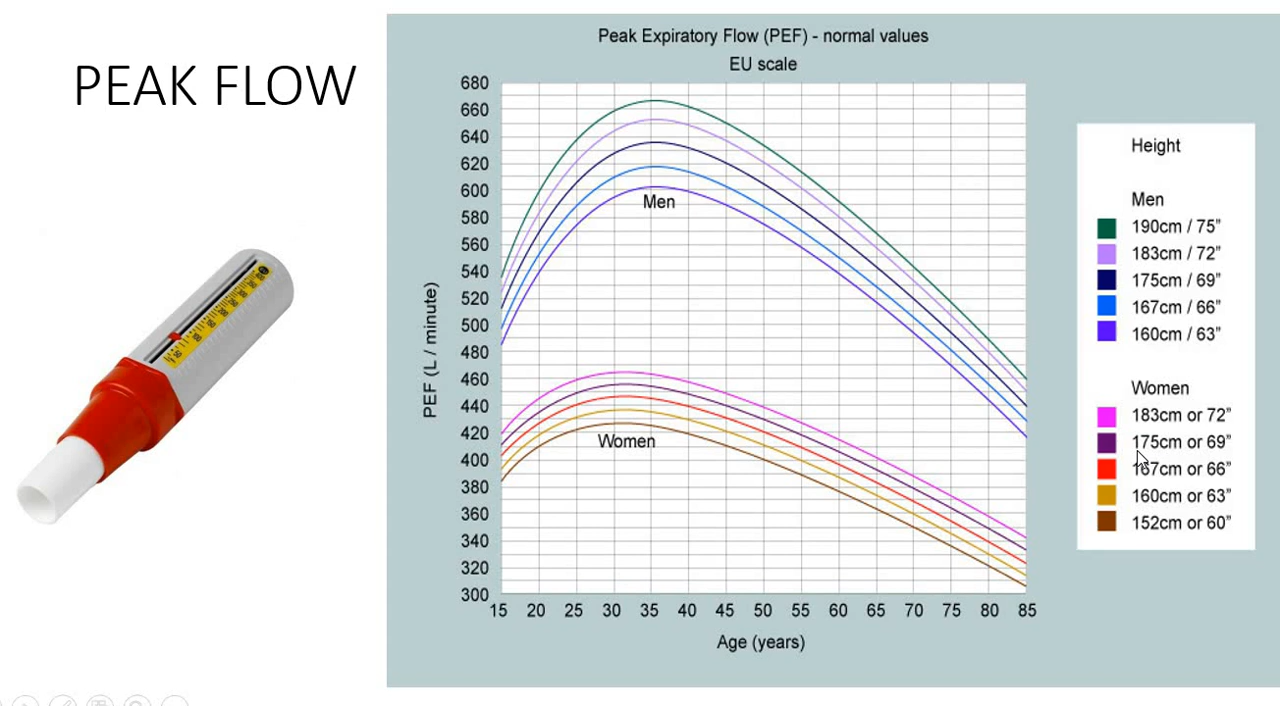 PEAK FLOW
Peak Expiratory Flow (PEF) - normal values
EU scale
680
660
640
620
600
580
560
540
520
500
480
460
440
420
400
380
360
340
320
300
PEF (L / minute)
Men
Women
15 20 25 30 35 40 45 50 55 60 65 70 75 80 85
Age (years)
Height
Men
190cm / 75”
183cm / 72”
175cm / 69”
167cm / 66”
160cm / 63”
Women
183cm or 72”
175cm or 69”
167cm or 66”
160cm or 63”
152cm or 60”